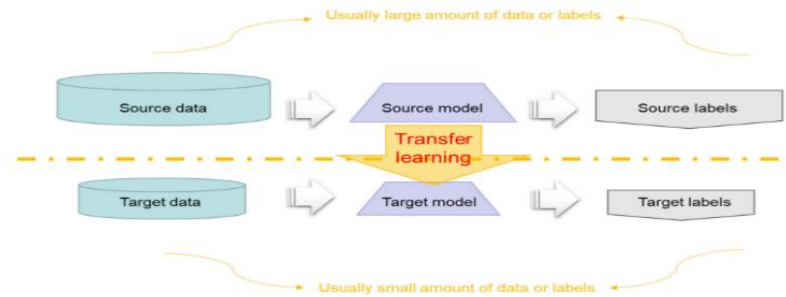 Usually large amount of data or labels
Source data
Source model
Source labels
Transfer
learning
Target data
Target model
Target labels
Usually small amount of data or labels